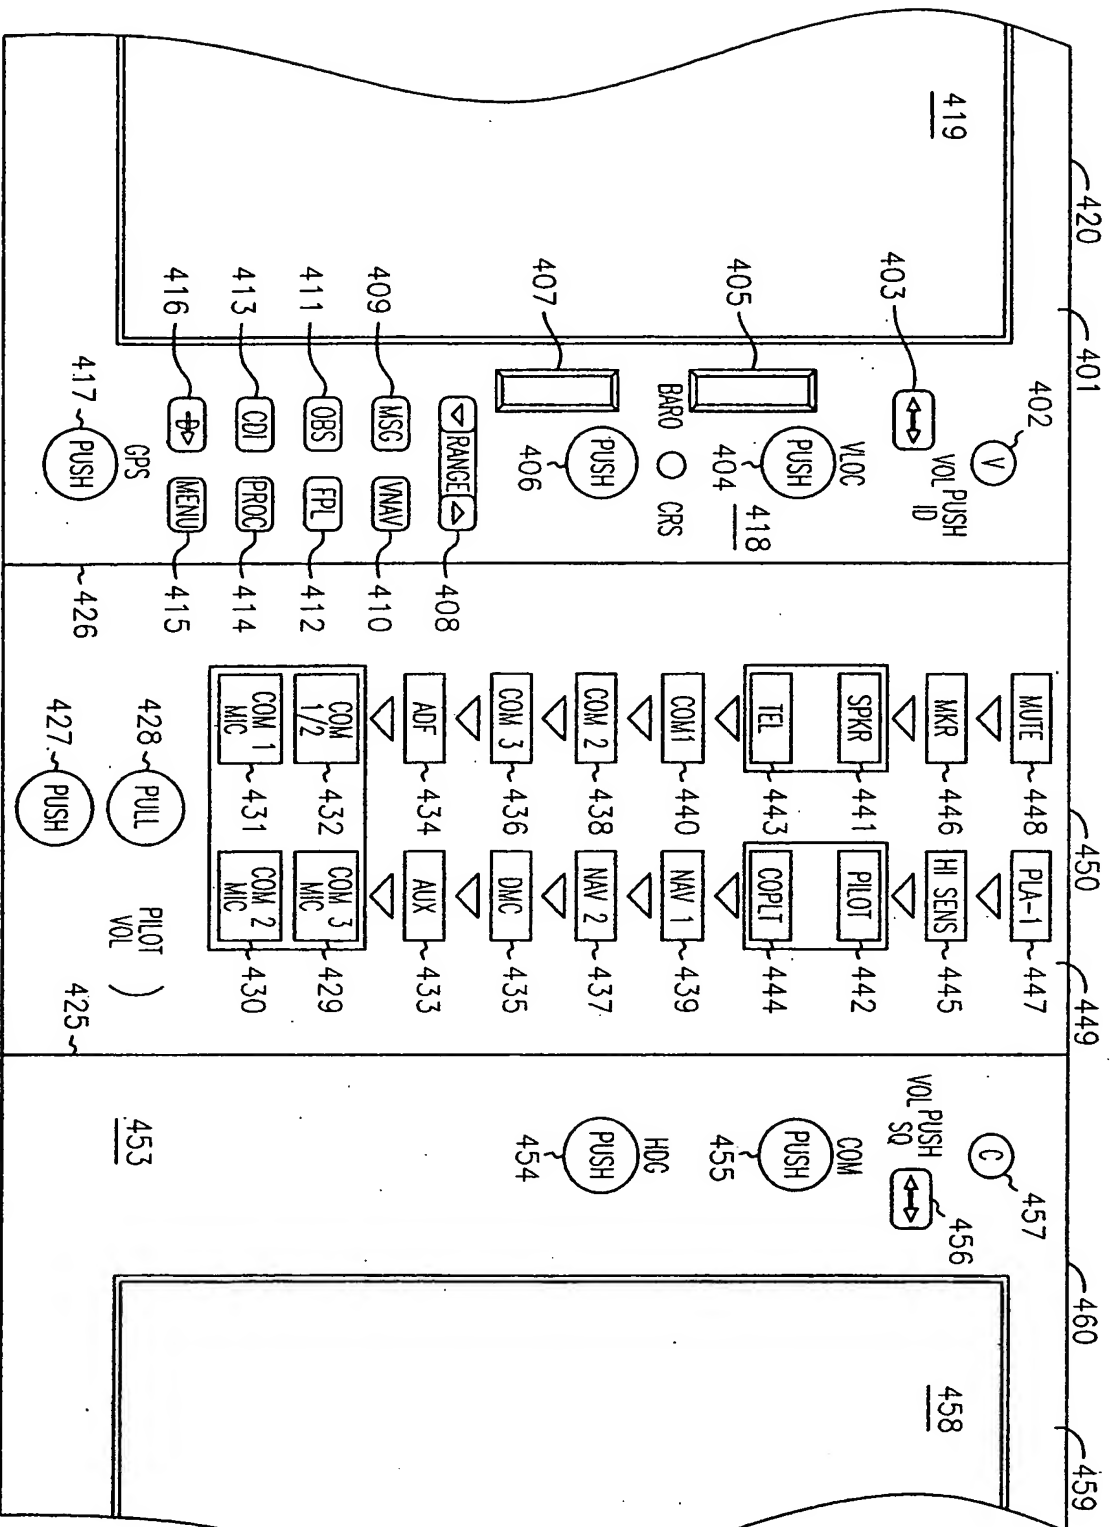 420
401
419
402
V
PUSH
VOL
ID
403
VLOC
PUSH
404
405
418
BARO
CRS
PUSH
406
407
RANGE
408
409
MSG
VNAV
410
411
OBS
FPL
412
413
CDI
PROC
414
416
D
MENU
415
GPS
417
PUSH
426
450
449
MUTE
448
PLA-1
447
MKR
446
HI SENS
445
SPKR
441
PILOT
442
TEL
443
COPLT
444
COM1
440
NAV 1
439
COM 2
438
NAV 2
437
COM 3
436
DMC
435
ADF
434
AUX
433
COM
1/2
432
COM 3
MIC
429
COM 1
MIC
431
COM 2
MIC
430
428
PULL
PILOT
VOL
427
PUSH
425
460
459
457
C
PUSH
VOL
SQ
456
COM
PUSH
455
HDG
PUSH
454
453
458